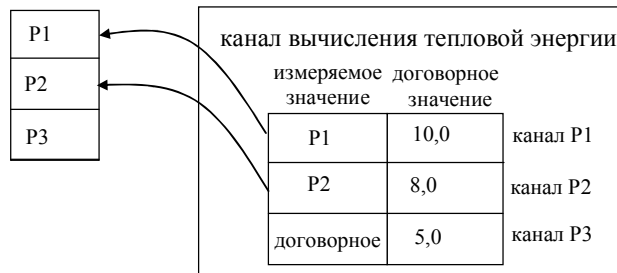 P1
P2
P3
канал вычисления тепловой энергии
измеряемое значение
договорное значение
P1 10,0 канал P1
P2 8,0 канал P2
договорное 5,0 канал P3